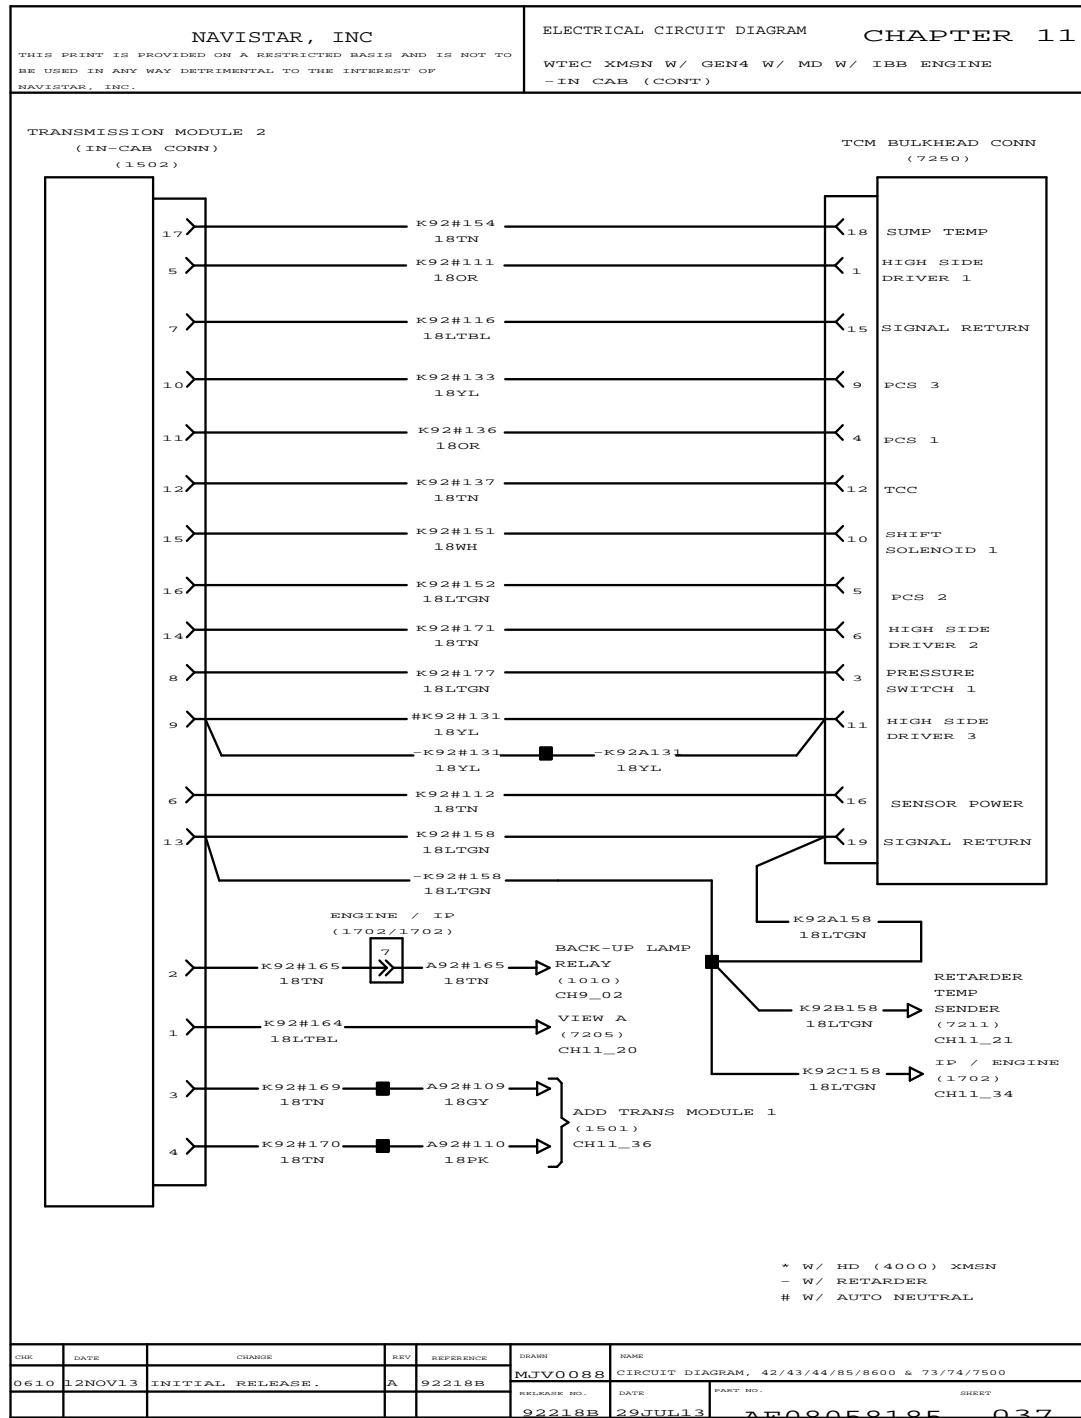 NAVISTAR, INC
THIS PRINT IS PROVIDED ON A RESTRICTED BASIS AND IS NOT TO
BE USED IN ANY WAY DETRIMENTAL TO THE INTEREST OF
NAVISTAR, INC.
ELECTRICAL CIRCUIT DIAGRAM
CHAPTER 11
WTEC XMSN W/ GEN4 W/ MD W/ IBB ENGINE
-IN CAB (CONT)
TRANSMISSION MODULE 2
(IN-CAB CONN)
(1502)
TCM BULKHEAD CONN
(7250)
17 K92#154 18 SUMP TEMP
18TN
5 K92#111 1 HIGH SIDE
18OR DRIVER 1
7 K92#116 15 SIGNAL RETURN
18LTBL
10 K92#133 9 PCS 3
18YL
11 K92#136 4 PCS 1
18OR
12 K92#137 12 TCC
18TN
15 K92#151 10 SHIFT
18WH SOLENOID 1
16 K92#152 5 PCS 2
18LTGN
14 K92#171 6 HIGH SIDE
18TN DRIVER 2
8 K92#177 3 PRESSURE
18LTGN SWITCH 1
9 #K92#131 11 HIGH SIDE
18YL DRIVER 3
-K92#131 -K92A131
18YL 18YL
6 K92#112 16 SENSOR POWER
18TN
13 K92#158 19 SIGNAL RETURN
18LTGN
-K92#158
18LTGN
K92A158
18LTGN
ENGINE / IP
(1702/1702)
7
2 K92#165 A92#165
18TN 18TN
BACK-UP LAMP
RELAY
(1010)
CH9_02
K92B158
18LTGN
RETARDER
TEMP
SENDER
(7211)
CH11_21
1 K92#164
18LTBL
VIEW A
(7205)
CH11_20
K92C158
18LTGN
IP / ENGINE
(1702)
CH11_34
3 K92#169 A92#109
18TN 18GY
4 K92#170 A92#110
18TN 18PK
ADD TRANS MODULE 1
(1501)
CH11_36
* W/ HD (4000) XMSN
- W/ RETARDER
# W/ AUTO NEUTRAL
CHK DATE CHANGE REV REFERENCE
0610 12NOV13 INITIAL RELEASE. A 92218B
DRAWN
MJV0088
NAME
CIRCUIT DIAGRAM, 42/43/44/85/8600 & 73/74/7500
RELEASE NO.
92218B
DATE
29JUL13
PART NO.
AE08058185
SHEET
037